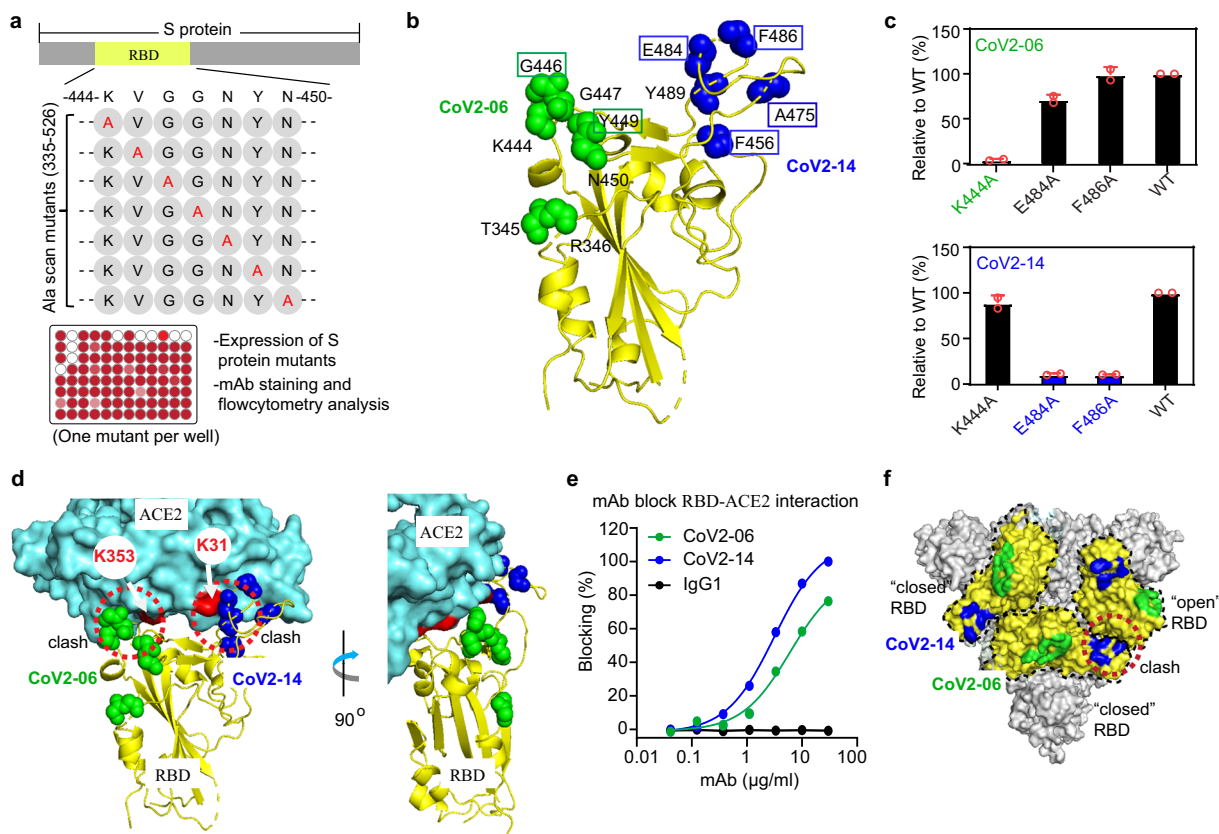 a
S protein
RBD
-444- K V G G N Y N -450-
Ala scan mutants (335-526)
A V G G N Y N --
K A G G N Y N --
K V A G N Y N --
K V G A N Y N --
K V G G A Y N --
K V G G N A N --
K V G G N Y A --
-Expression of S
protein mutants
-mAb staining and
flowcytometry analysis
(One mutant per well)
b
F486
E484
G446
G447
Y489
CoV2-06
Y449
A475
K444
F456
CoV2-14
N450
T345
R346
c
CoV2-06
Relative to WT (%)
150
100
50
0
K444A
E484A
F486A
WT
CoV2-14
Relative to WT (%)
150
100
50
0
K444A
E484A
F486A
WT
d
ACE2
K353
K31
clash
clash
CoV2-06
CoV2-14
RBD
90 o
ACE2
RBD
e
mAb block RBD-ACE2 interaction
CoV2-06
CoV2-14
IgG1
Blocking (%)
120
100
80
60
40
20
0
0.01
0.1
1
10
100
mAb (µg/ml)
f
"closed"
RBD
"open"
RBD
CoV2-14
clash
CoV2-06
"closed"
RBD